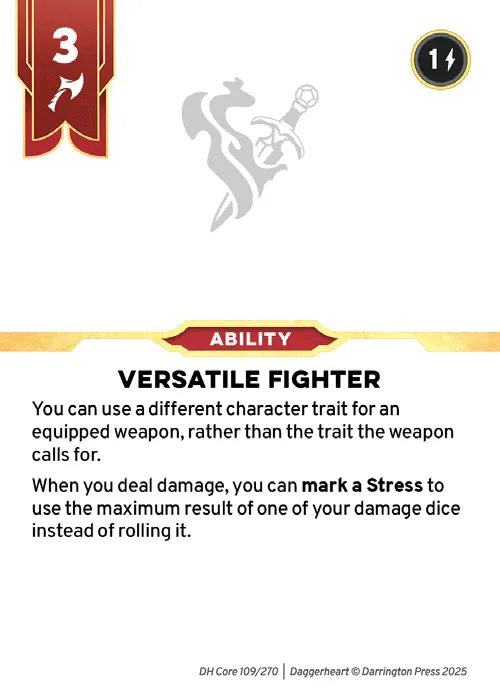 3
1
ABILITY
VERSATILE FIGHTER
You can use a different character trait for an
equipped weapon, rather than the trait the weapon
calls for.
When you deal damage, you can mark a Stress to
use the maximum result of one of your damage dice
instead of rolling it.
DH Core 109/270 | Daggerheart © Darrington Press 2025